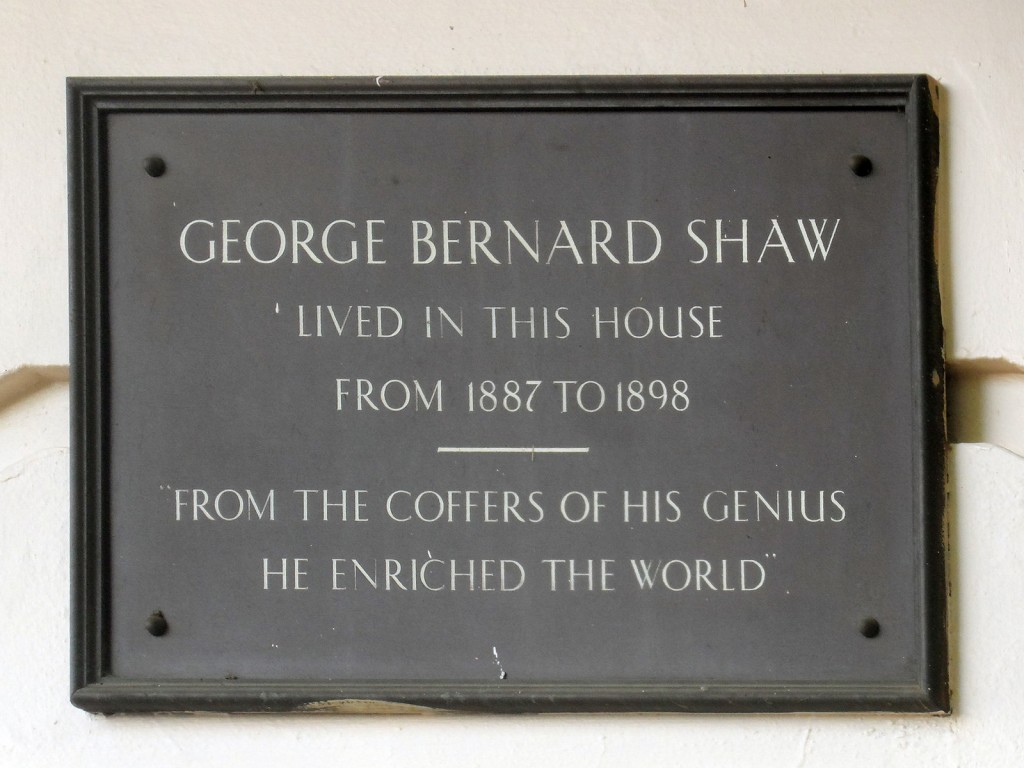 GEORGE BERNARD SHAW
LIVED IN THIS HOUSE
FROM 1887 TO 1898
"FROM THE COFFERS OF HIS GENIUS
HE ENRICHED THE WORLD"